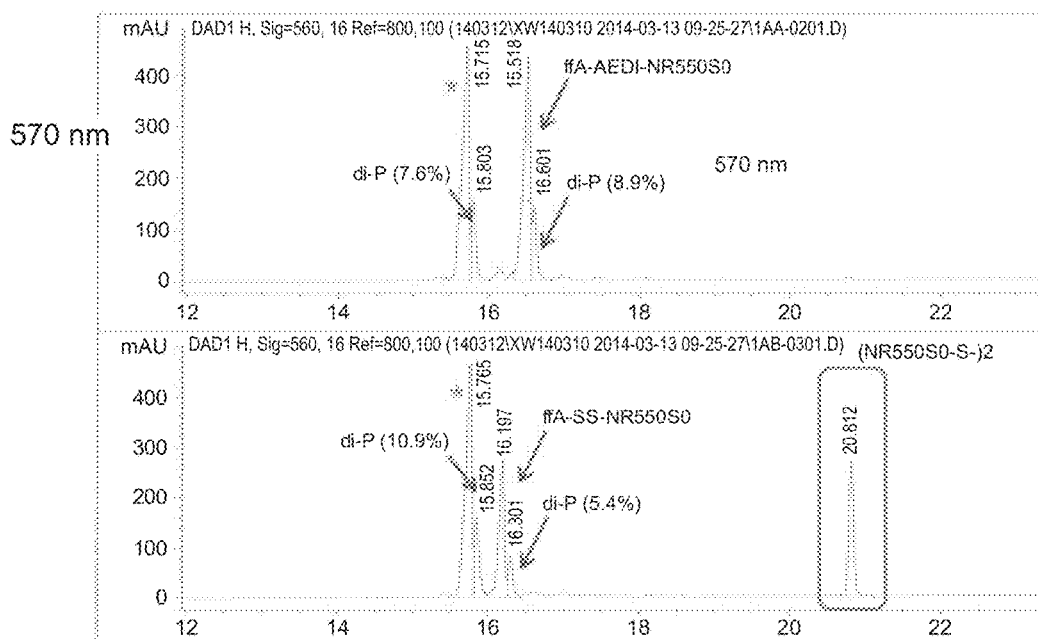 mAU DAD1 H, Sig=560, 16 Ref=800,100 (140312\XW140310 2014-03-13 09-25-27\1AA-0201.D)
400
300
200
100
0
570 nm
*
15.715
15.803
di-P (7.6%)
15.518
16.601
ffA-AEDI-NR550S0
di-P (8.9%)
570 nm
12 14 16 18 20 22
mAU DAD1 H, Sig=560, 16 Ref=800,100 (140312\XW140310 2014-03-13 09-25-27\1AB-0301.D)
(NR550S0-S-)2
400
300
200
100
0
*
15.765
15.852
di-P (10.9%)
16.197
16.301
ffA-SS-NR550S0
di-P (5.4%)
20.812
12 14 16 18 20 22